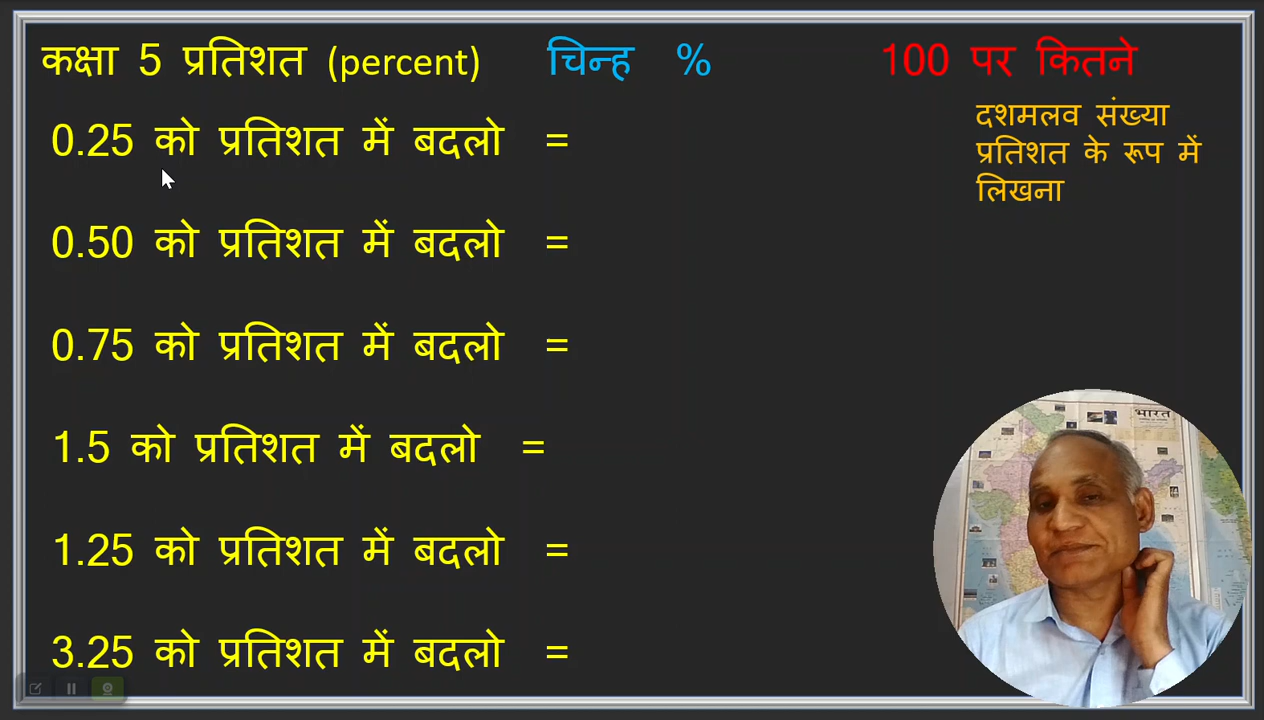 कक्षा 5 प्रतिशत (percent) चिन्ह % 100 पर कितने
दशमलव संख्या
प्रतिशत के रूप में
लिखना
0.25 को प्रतिशत में बदलो =
0.50 को प्रतिशत में बदलो =
0.75 को प्रतिशत में बदलो =
1.5 को प्रतिशत में बदलो =
1.25 को प्रतिशत में बदलो =
3.25 को प्रतिशत में बदलो =
भारत